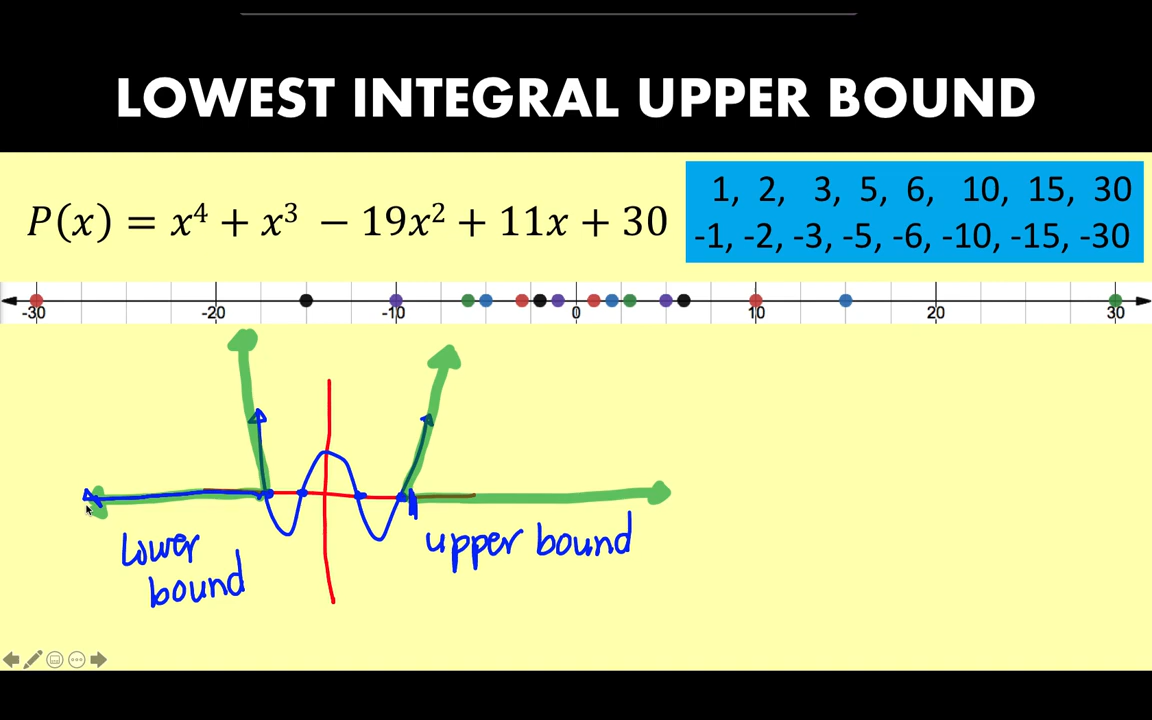 LOWEST INTEGRAL UPPER BOUND
P(x) = x⁴ + x³ − 19x² + 11x + 30
1, 2, 3, 5, 6, 10, 15, 30
-1, -2, -3, -5, -6, -10, -15, -30
-30 -20 -10 0 10 20 30
lower
bound
upper bound